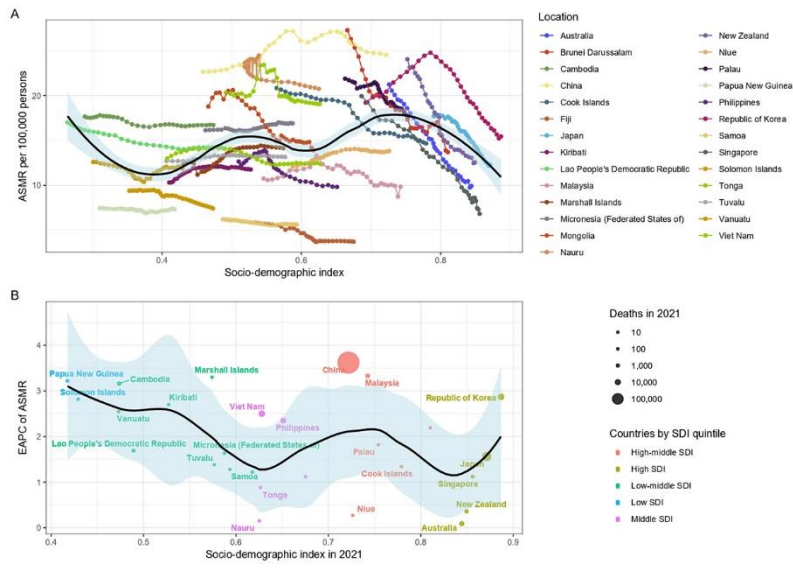 A
ASMR per 100,000 persons
20
10
0.4
0.6
0.8
Socio-demographic index
Location
Australia
Brunei Darussalam
Cambodia
China
Cook Islands
Fiji
Japan
Kiribati
Lao People's Democratic Republic
Malaysia
Marshall Islands
Micronesia (Federated States of)
Mongolia
Nauru
New Zealand
Niue
Palau
Papua New Guinea
Philippines
Republic of Korea
Samoa
Singapore
Solomon Islands
Tonga
Tuvalu
Vanuatu
Viet Nam
B
EAPC of ASMR
4
3
2
1
0
Papua New Guinea
Solomon Islands
Cambodia
Vanuatu
Kiribati
Marshall Islands
Lao People's Democratic Republic
Micronesia (Federated States
Tuvalu
Samoa
Viet Nam
Philippines
Tonga
Nauru
China
Malaysia
Palau
Cook Islands
Niue
Republic of Korea
Japan
Singapore
New Zealand
Australia
0.4
0.5
0.6
0.7
0.8
0.9
Socio-demographic index in 2021
Deaths in 2021
10
100
1,000
10,000
100,000
Countries by SDI quintile
High-middle SDI
High SDI
Low-middle SDI
Low SDI
Middle SDI